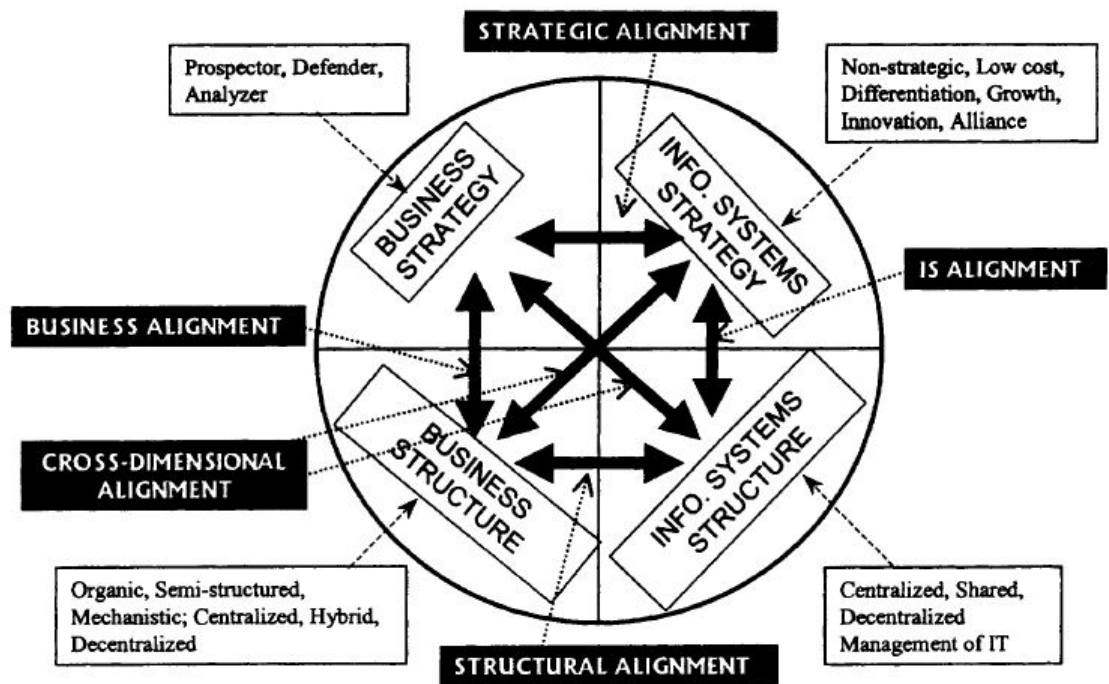 STRATEGIC ALIGNMENT
Prospector, Defender,
Analyzer
Non-strategic, Low cost,
Differentiation, Growth,
Innovation, Alliance
BUSINESS
STRATEGY
INFO. SYSTEMS
STRATEGY
IS ALIGNMENT
BUSINESS ALIGNMENT
CROSS-DIMENSIONAL
ALIGNMENT
BUSINESS
STRUCTURE
INFO. SYSTEMS
STRUCTURE
Organic, Semi-structured,
Mechanistic; Centralized, Hybrid,
Decentralized
Centralized, Shared,
Decentralized
Management of IT
STRUCTURAL ALIGNMENT